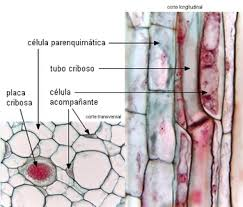 corte longitudinal
célula parenquimática
tubo criboso
célula
acompañante
placa
cribosa
corte transversal